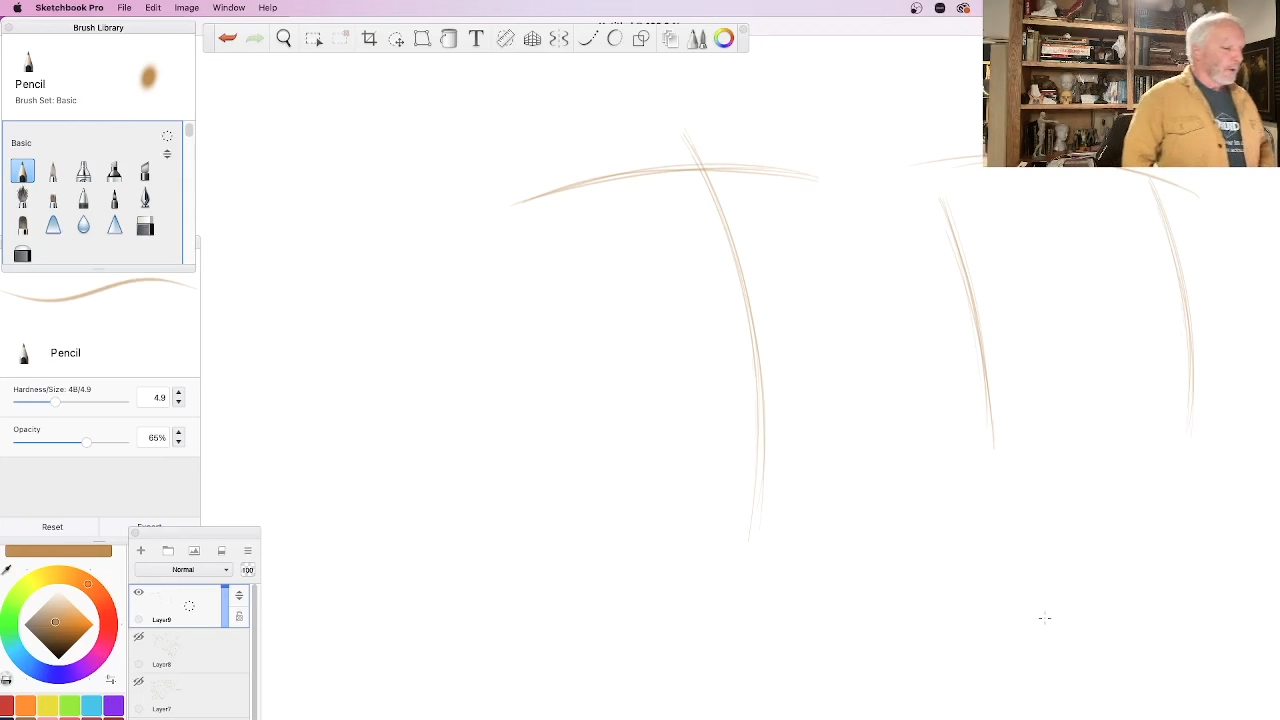 Sketchbook Pro File Edit Image Window Help
Brush Library
Pencil
Brush Set: Basic
Basic
T
Pencil
Hardness/Size: 4B/4.9
4.9
Opacity
65%
Reset
Normal
100
Layer9
Layer8
Layer7